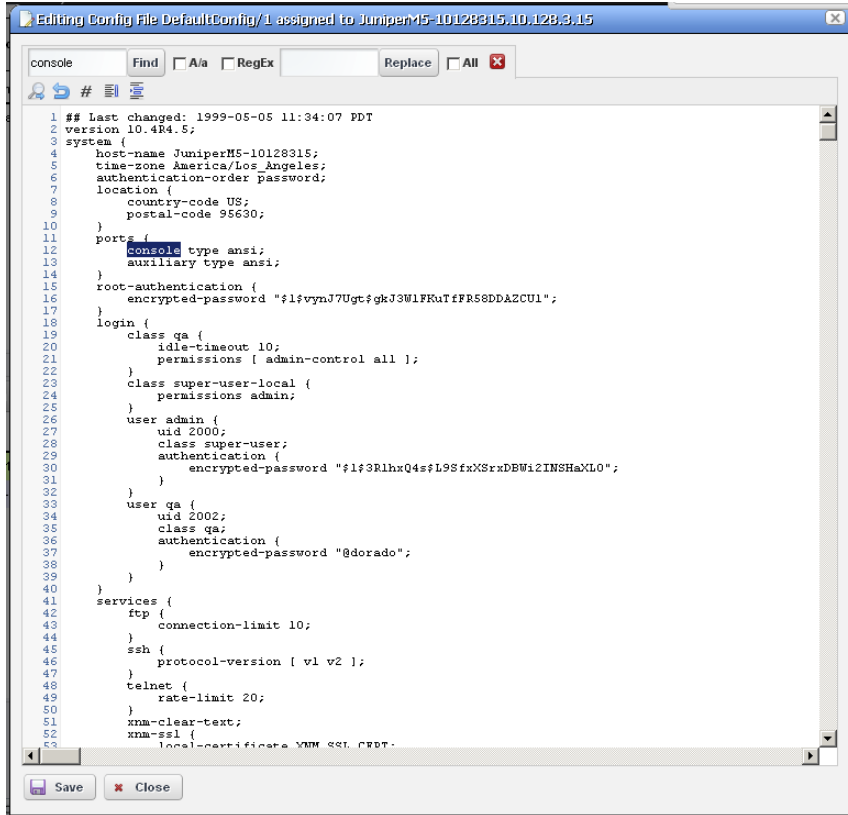 Editing Config File DefaultConfig/1 assigned to JuniperM5-10128315.10.128.3.15
console Find A/a RegEx Replace All
#
1 ## Last changed: 1999-05-05 11:34:07 PDT
2 version 10.4R4.5;
3 system {
4 host-name JuniperM5-10128315;
5 time-zone America/Los_Angeles;
6 authentication-order password;
7 location {
8 country-code US;
9 postal-code 95630;
10 }
11 ports {
12 console type ansi;
13 auxiliary type ansi;
14 }
15 root-authentication {
16 encrypted-password "$1$vynJ7Ugt$gkJ3W1FKuTfFR58DDAZCU1";
17 }
18 login {
19 class qa {
20 idle-timeout 10;
21 permissions [ admin-control all ];
22 }
23 class super-user-local {
24 permissions admin;
25 }
26 user admin {
27 uid 2000;
28 class super-user;
29 authentication {
30 encrypted-password "$1$3RlhxQ4s$L9SfxXSrxDBWi2INSHaXL0";
31 }
32 }
33 user qa {
34 uid 2002;
35 class qa;
36 authentication {
37 encrypted-password "@dorado";
38 }
39 }
40 }
41 services {
42 ftp {
43 connection-limit 10;
44 }
45 ssh {
46 protocol-version [ v1 v2 ];
47 }
48 telnet {
49 rate-limit 20;
50 }
51 xnm-clear-text;
52 xnm-ssl {
53 local-certificate XNM_SSL_CERT;
Save Close